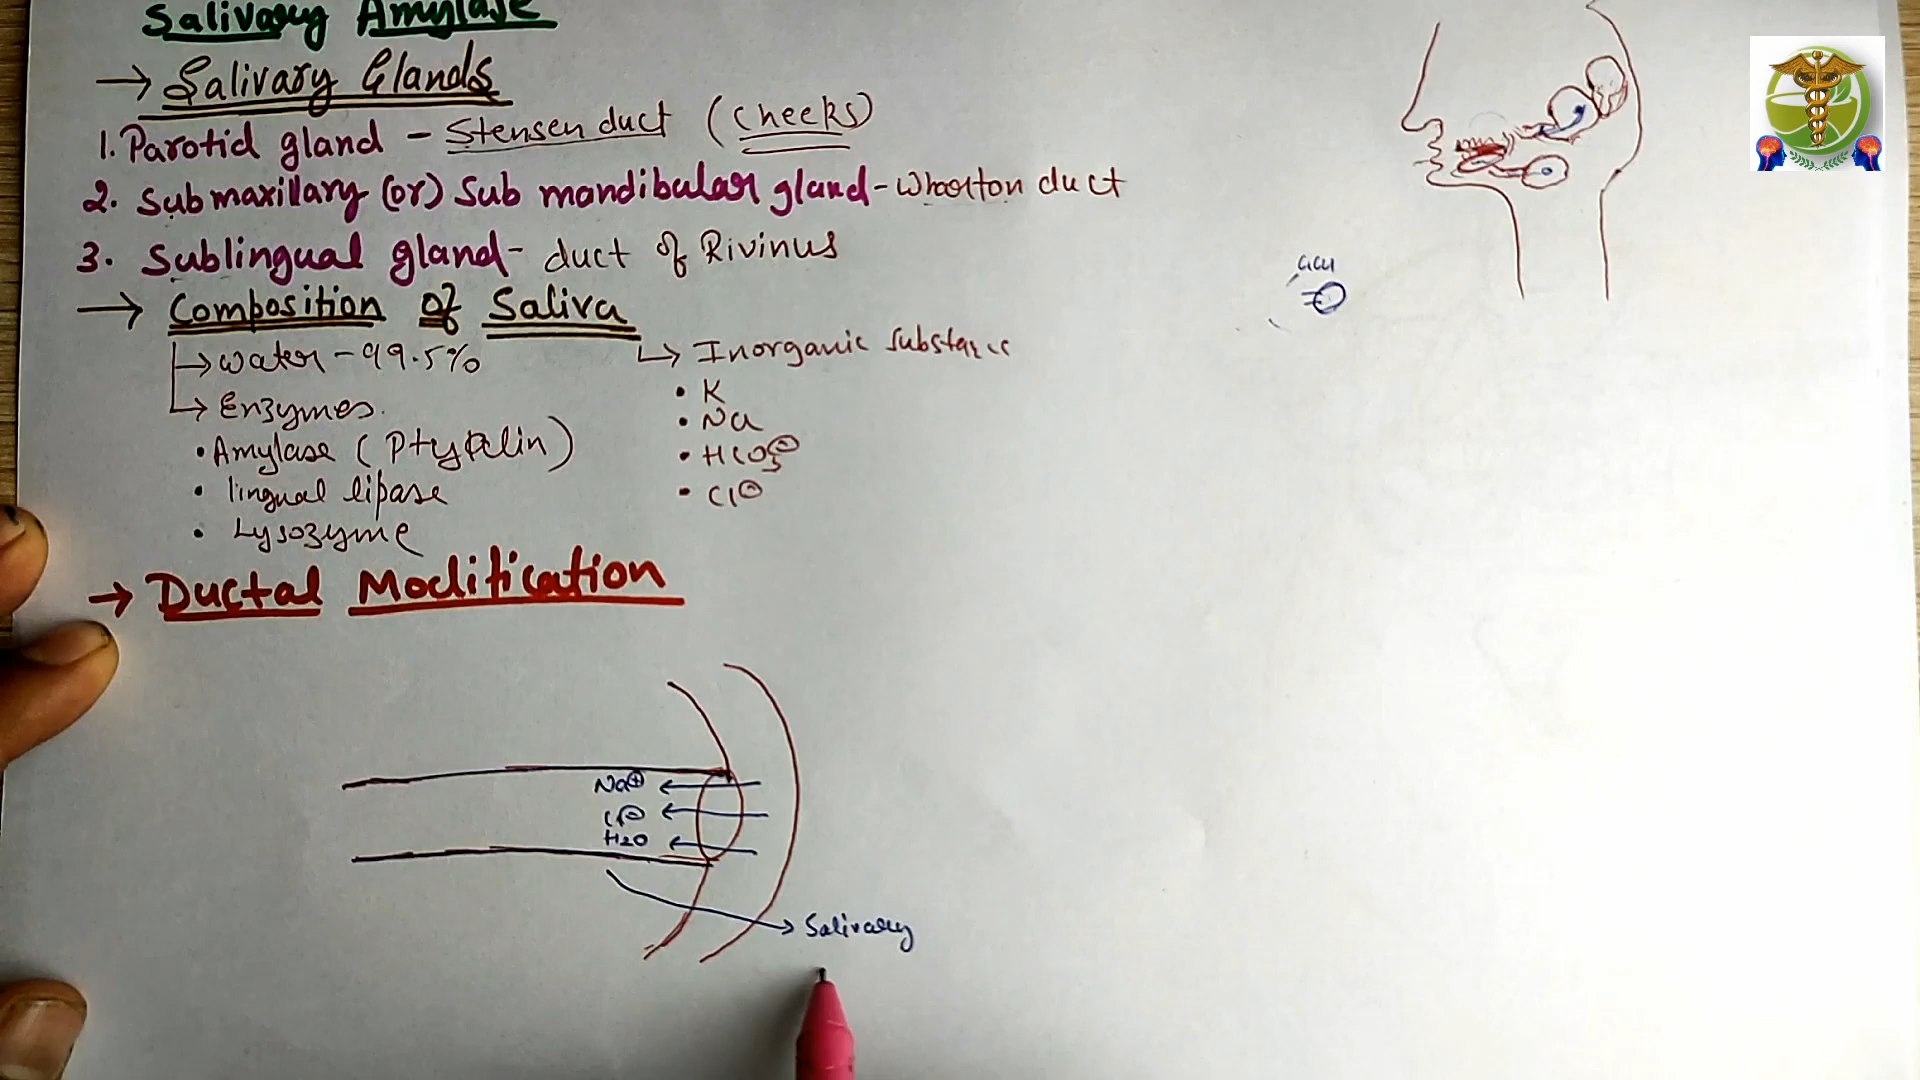 Salivary Amylase
→ Salivary Glands
1. Parotid gland - Stensen duct (cheeks)
2. Submaxillary (or) Sub mandibular gland - Wharton duct
3. Sublingual gland - duct of Rivinus
→ Composition of Saliva
→ water - 99.5%
→ Enzymes.
• Amylase (Ptyalin)
• lingual lipase
• Lysozyme
→ Inorganic substance
• K
• Na
• HCO3⊖
• Cl⊖
→ Ductal Modification
Na⊕
Cl⊖
H2O
→ Salivary